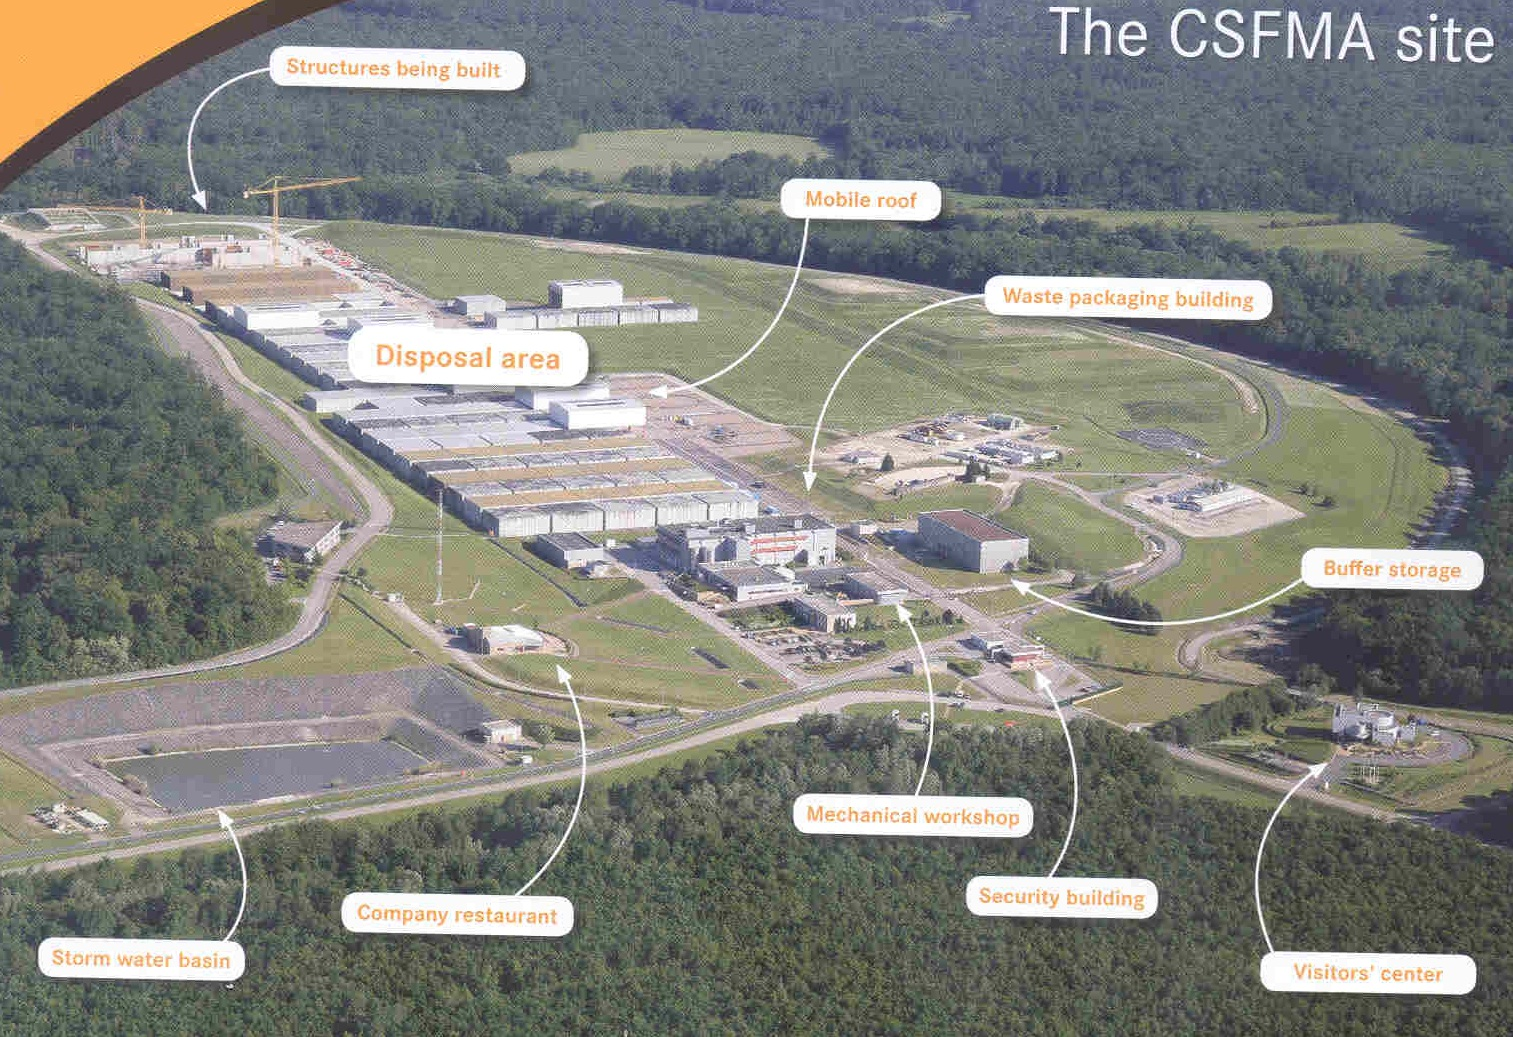 The CSFMA site
Structures being built
Mobile roof
Waste packaging building
Disposal area
Buffer storage
Mechanical workshop
Security building
Company restaurant
Storm water basin
Visitors' center